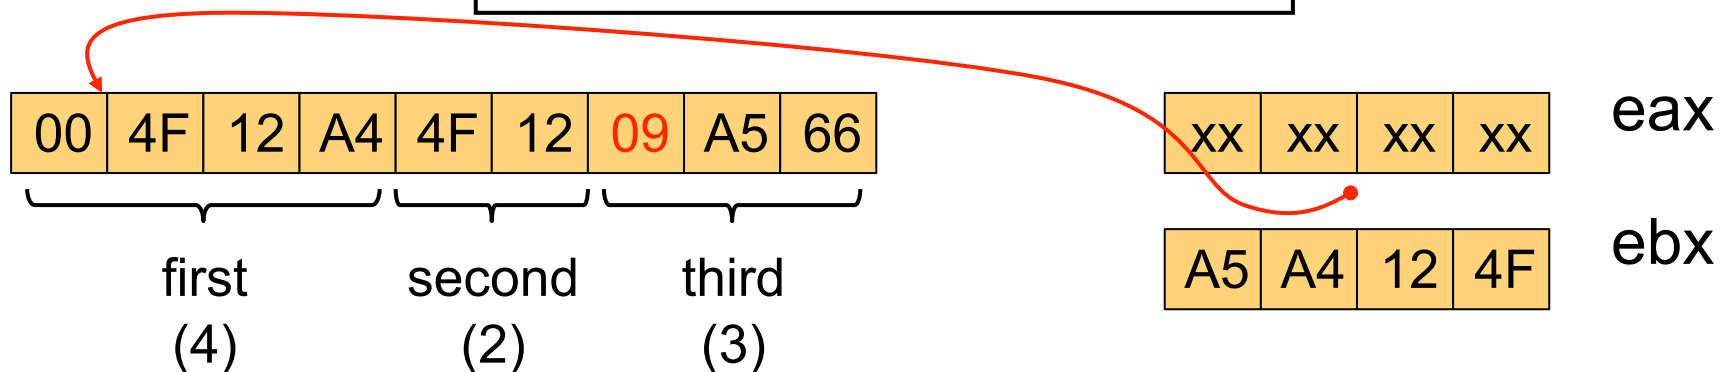 00 4F 12 A4 4F 12 09 A5 66
xx xx xx xx eax
A5 A4 12 4F ebx
first second third
(4) (2) (3)